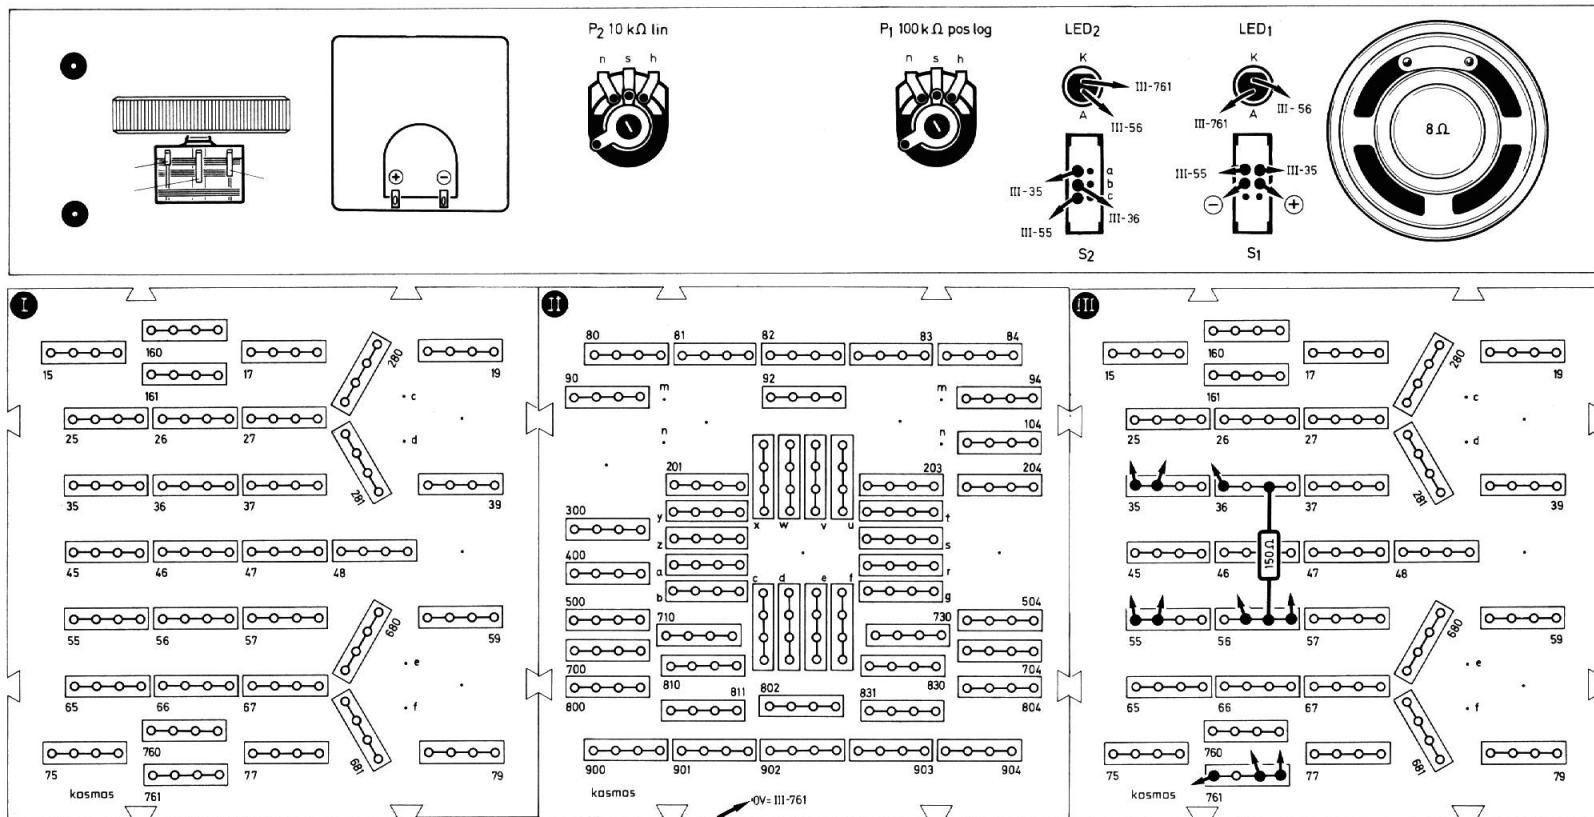 P2 10 kΩ lin
n s h
P1 100 kΩ pos log
n s h
LED2
K
III-761
A
III-56
LED1
K
III-56
A
III-761
8 Ω
+ −
a
b
c
III-35
III-36
III-55
S2
III-55
III-35
− +
S1
I
15
160
161
17
280
19
c
25
26
27
d
35
36
37
281
39
45
46
47
48
55
56
57
680
59
e
65
66
67
f
75
760
761
77
681
79
kosmos
II
80
81
82
83
84
90
m
92
m
94
n
n
104
201
203
204
x
w
v
u
300
y
t
z
s
400
a
r
b
g
c
d
e
f
500
504
710
730
700
704
810
830
800
811
802
831
804
900
901
902
903
904
kosmos
0V= III-761
III
15
160
161
17
280
19
c
25
26
27
d
35
36
37
281
39
45
46
150Ω
47
48
55
56
57
680
59
e
65
66
67
f
75
760
761
77
681
79
kosmos